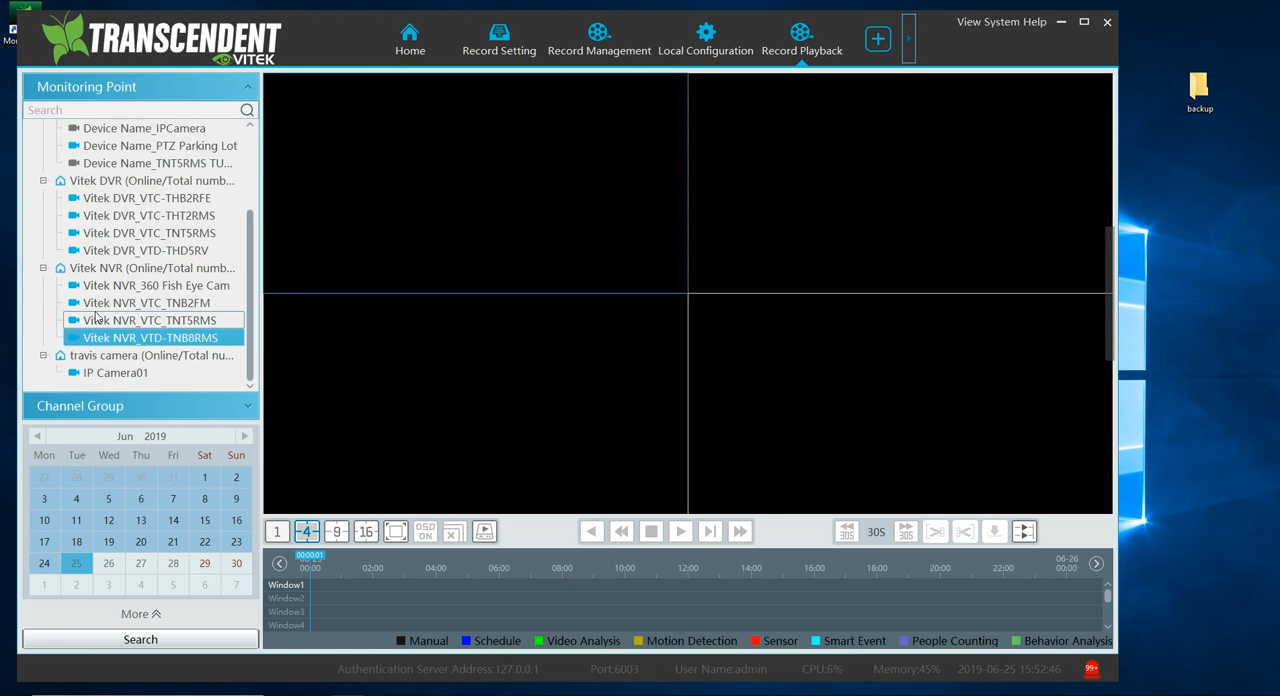 TRANSCENDENT
VITEK
Home
Record Setting
Record Management
Local Configuration
Record Playback
View System Help
Monitoring Point
Search
Device Name_IPCamera
Device Name_PTZ Parking Lot
Device Name_TNT5RMS TU...
Vitek DVR (Online/Total numb...
Vitek DVR_VTC-THB2RFE
Vitek DVR_VTC-THT2RMS
Vitek DVR_VTC_TNT5RMS
Vitek DVR_VTD-THD5RV
Vitek NVR (Online/Total numb...
Vitek NVR_360 Fish Eye Cam
Vitek NVR_VTC_TNB2FM
Vitek NVR_VTC_TNT5RMS
Vitek NVR_VTD-TNB8RMS
travis camera (Online/Total nu...
IP Camera01
Channel Group
Jun 2019
Mon Tue Wed Thu Fri Sat Sun
27 28 29 30 31 1 2
3 4 5 6 7 8 9
10 11 12 13 14 15 16
17 18 19 20 21 22 23
24 25 26 27 28 29 30
1 2 3 4 5 6 7
More
Search
1 4 9 16 OSD ON
30S 30S 30S
00:00:01
00:00 02:00 04:00 06:00 08:00 10:00 12:00 14:00 16:00 18:00 20:00 22:00 06-26 00:00
Window1
Window2
Window3
Window4
Manual Schedule Video Analysis Motion Detection Sensor Smart Event People Counting Behavior Analysis
Authentication Server Address:127.0.0.1 Port:6003 User Name:admin CPU:6% Memory:45% 2019-06-25 15:52:46 99+
backup